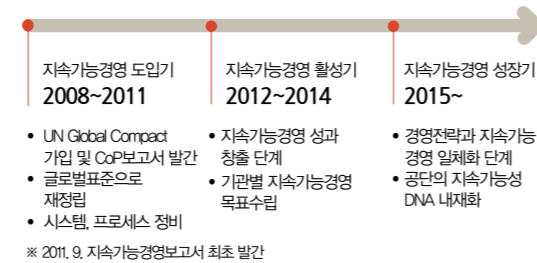 지속가능경영 도입기
2008~2011
• UN Global Compact
가입 및 CoP보고서 발간
• 글로벌표준으로
재정립
• 시스템, 프로세스 정비
지속가능경영 활성기
2012~2014
• 지속가능경영 성과
창출 단계
• 기관별 지속가능경영
목표수립
지속가능경영 성장기
2015~
• 경영전략과 지속가능
경영 일체화 단계
• 공단의 지속가능성
DNA 내재화
※ 2011. 9. 지속가능경영보고서 최초 발간